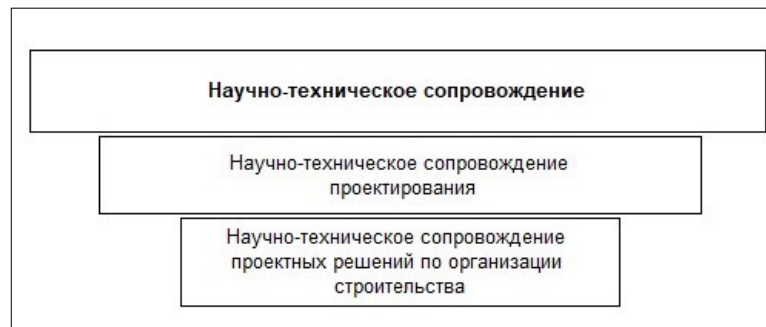 Научно-техническое сопровождение
Научно-техническое сопровождение
проектирования
Научно-техническое сопровождение
проектных решений по организации
строительства